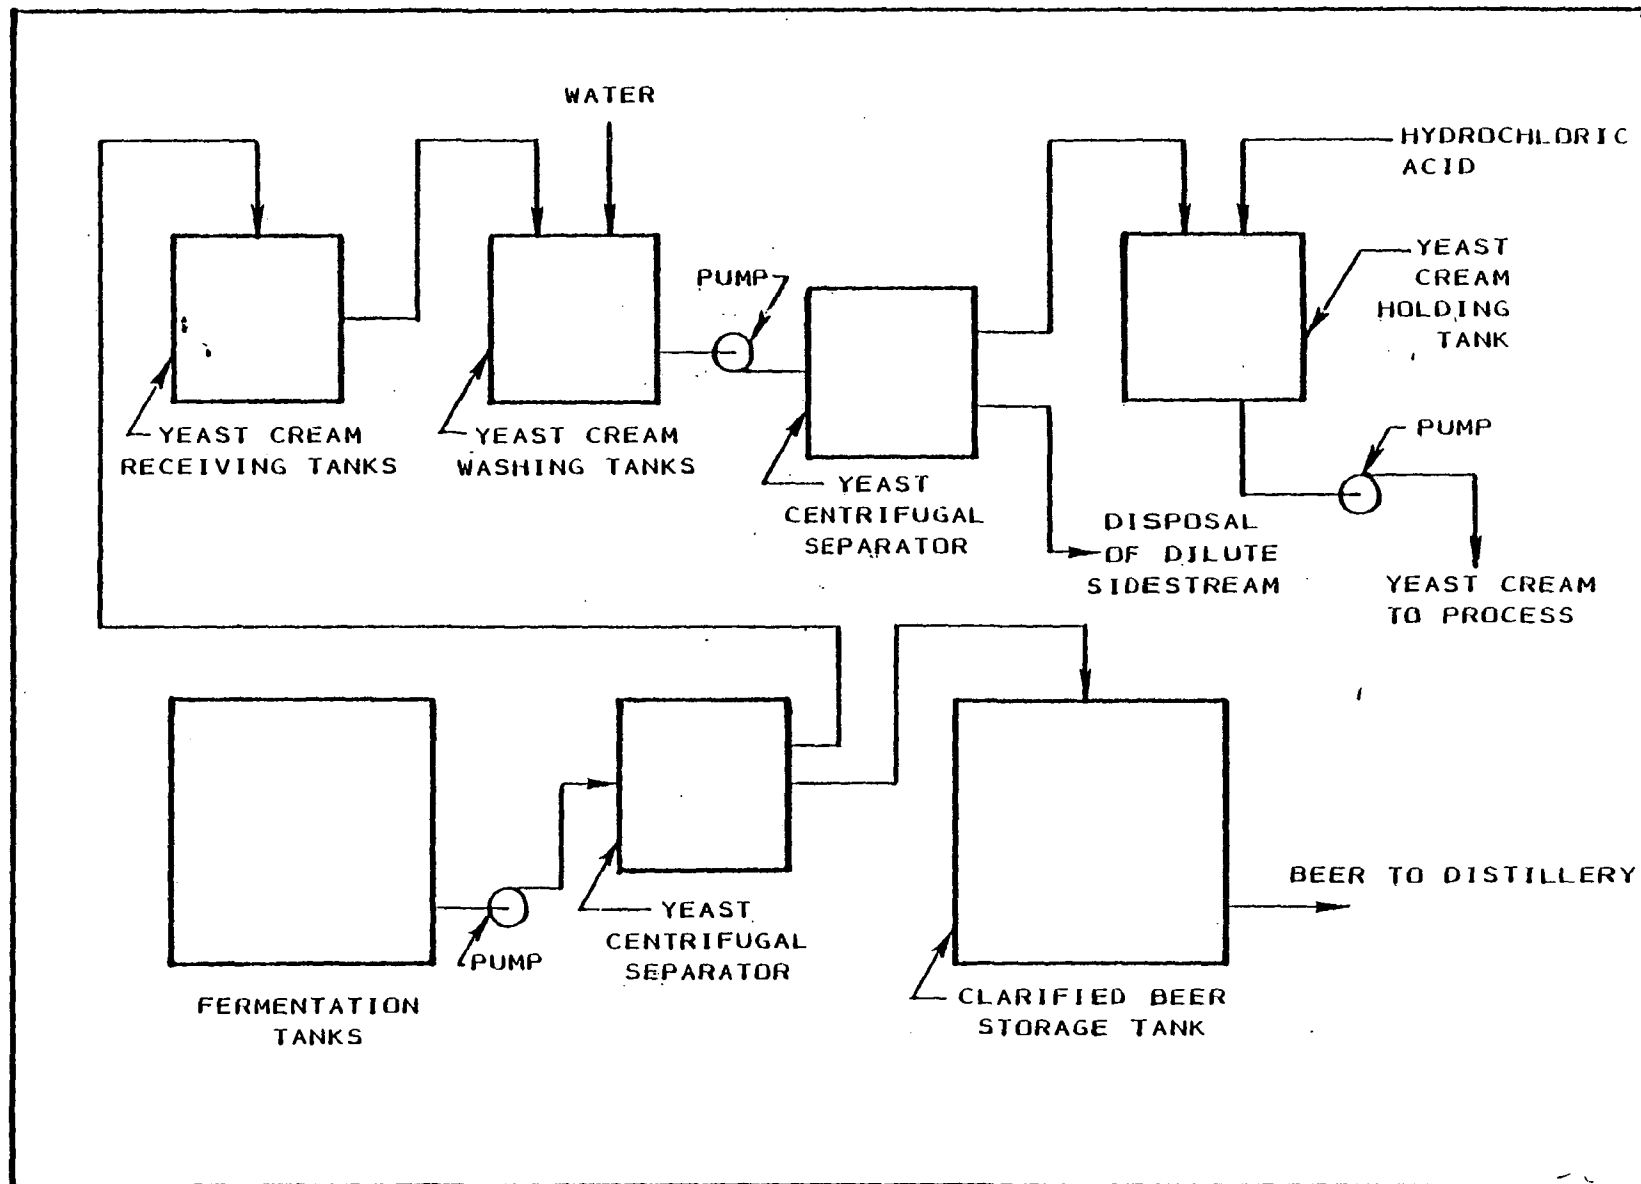 WATER
HYDROCHLORIC
ACID
YEAST
CREAM
HOLDING
TANK
PUMP
YEAST CREAM
RECEIVING TANKS
YEAST CREAM
WASHING TANKS
YEAST
CENTRIFUGAL
SEPARATOR
PUMP
DISPOSAL
OF DILUTE
SIDESTREAM
YEAST CREAM
TO PROCESS
FERMENTATION
TANKS
PUMP
YEAST
CENTRIFUGAL
SEPARATOR
CLARIFIED BEER
STORAGE TANK
BEER TO DISTILLERY